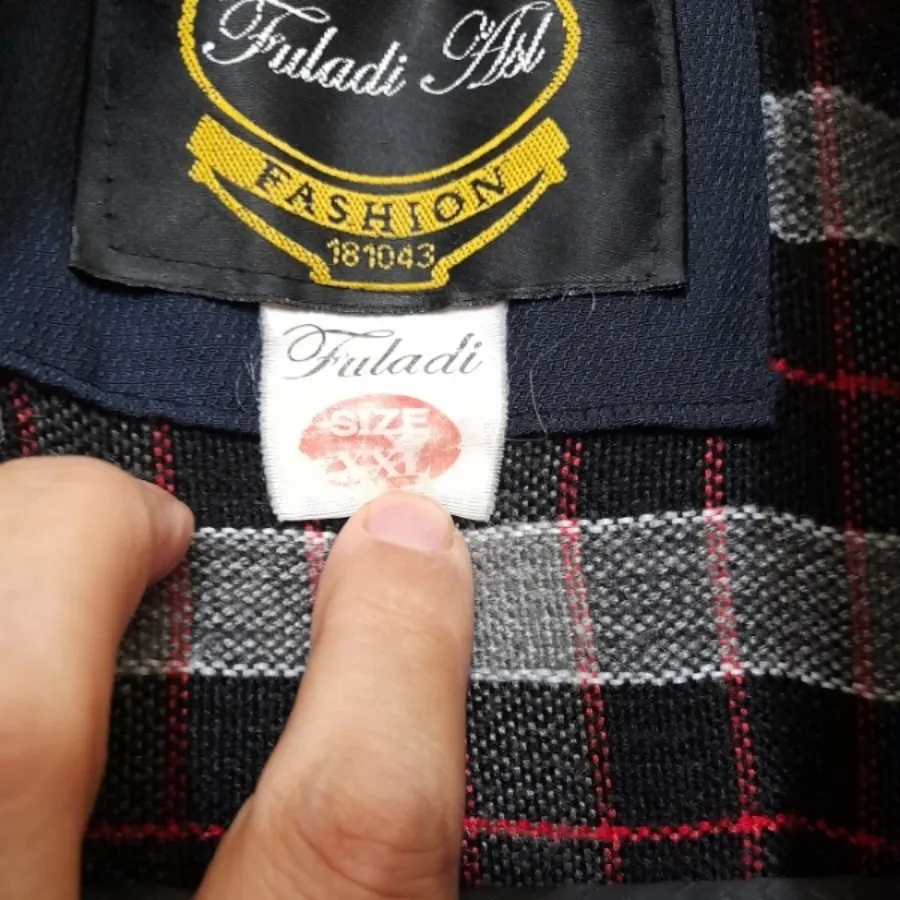 Fuladi Asl
FASHION
181043
Fuladi
SIZE
XXL